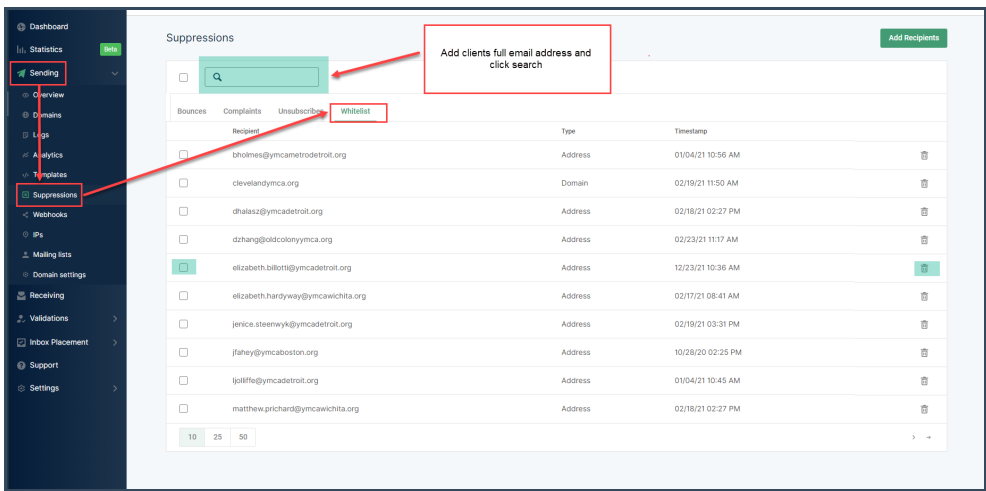 Dashboard
Statistics
Beta
Sending
Overview
Domains
Logs
Analytics
Templates
Suppressions
Webhooks
IPs
Mailing lists
Domain settings
Receiving
Validations
Inbox Placement
Support
Settings
Suppressions
Add Recipients
Add clients full email address and
click search
Bounces Complaints Unsubscribes Whitelist
Recipient Type Timestamp
bholmes@ymcametrodetroit.org Address 01/04/21 10:56 AM
clevelandymca.org Domain 02/19/21 11:50 AM
dhalasz@ymcadetroit.org Address 02/18/21 02:27 PM
dzhang@oldcolonyymca.org Address 02/23/21 11:17 AM
elizabeth.billotti@ymcadetroit.org Address 12/23/21 10:36 AM
elizabeth.hardyway@ymcawichita.org Address 02/17/21 08:41 AM
jenice.steenwyk@ymcadetroit.org Address 02/19/21 03:31 PM
jfahey@ymcaboston.org Address 10/28/20 02:25 PM
ljolliffe@ymcadetroit.org Address 01/04/21 10:45 AM
matthew.prichard@ymcawichita.org Address 02/18/21 02:27 PM
10 25 50